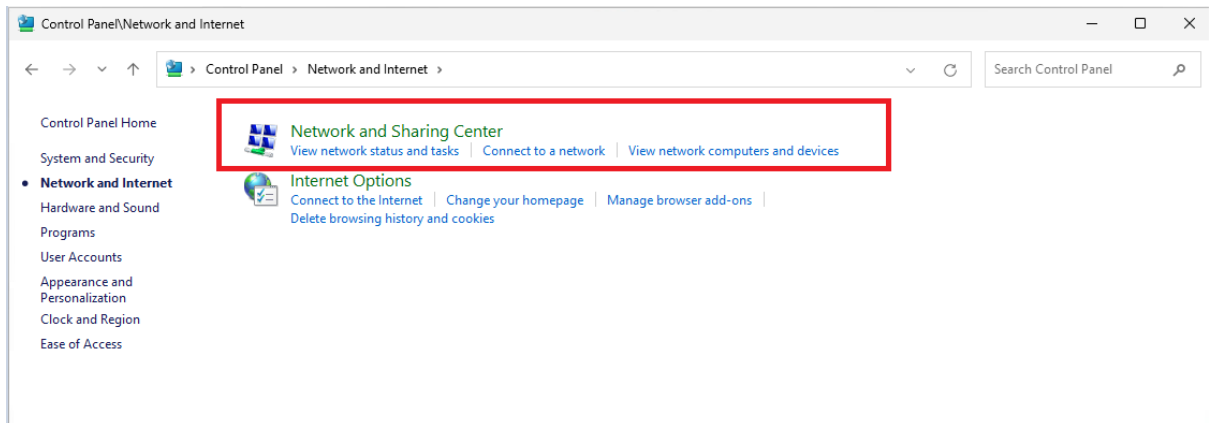 Control Panel\Network and Internet
Control Panel > Network and Internet >
Search Control Panel
Control Panel Home
System and Security
Network and Internet
Hardware and Sound
Programs
User Accounts
Appearance and
Personalization
Clock and Region
Ease of Access
Network and Sharing Center
View network status and tasks | Connect to a network | View network computers and devices
Internet Options
Connect to the Internet | Change your homepage | Manage browser add-ons |
Delete browsing history and cookies